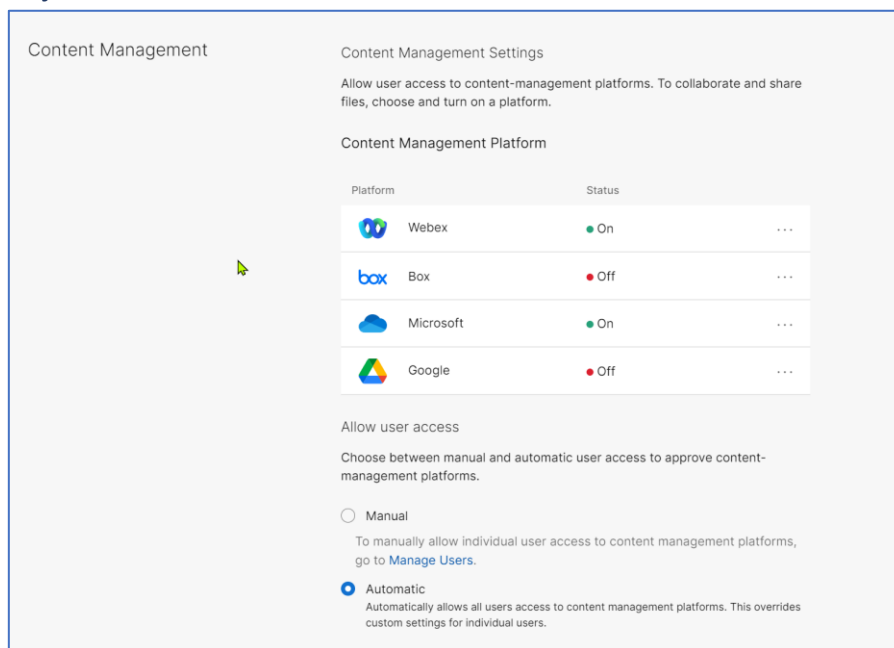 Content Management
Content Management Settings
Allow user access to content-management platforms. To collaborate and share
files, choose and turn on a platform.
Content Management Platform
Platform Status
Webex On ...
box Box Off ...
Microsoft On ...
Google Off ...
Allow user access
Choose between manual and automatic user access to approve content-
management platforms.
Manual
To manually allow individual user access to content management platforms,
go to Manage Users.
Automatic
Automatically allows all users access to content management platforms. This overrides
custom settings for individual users.